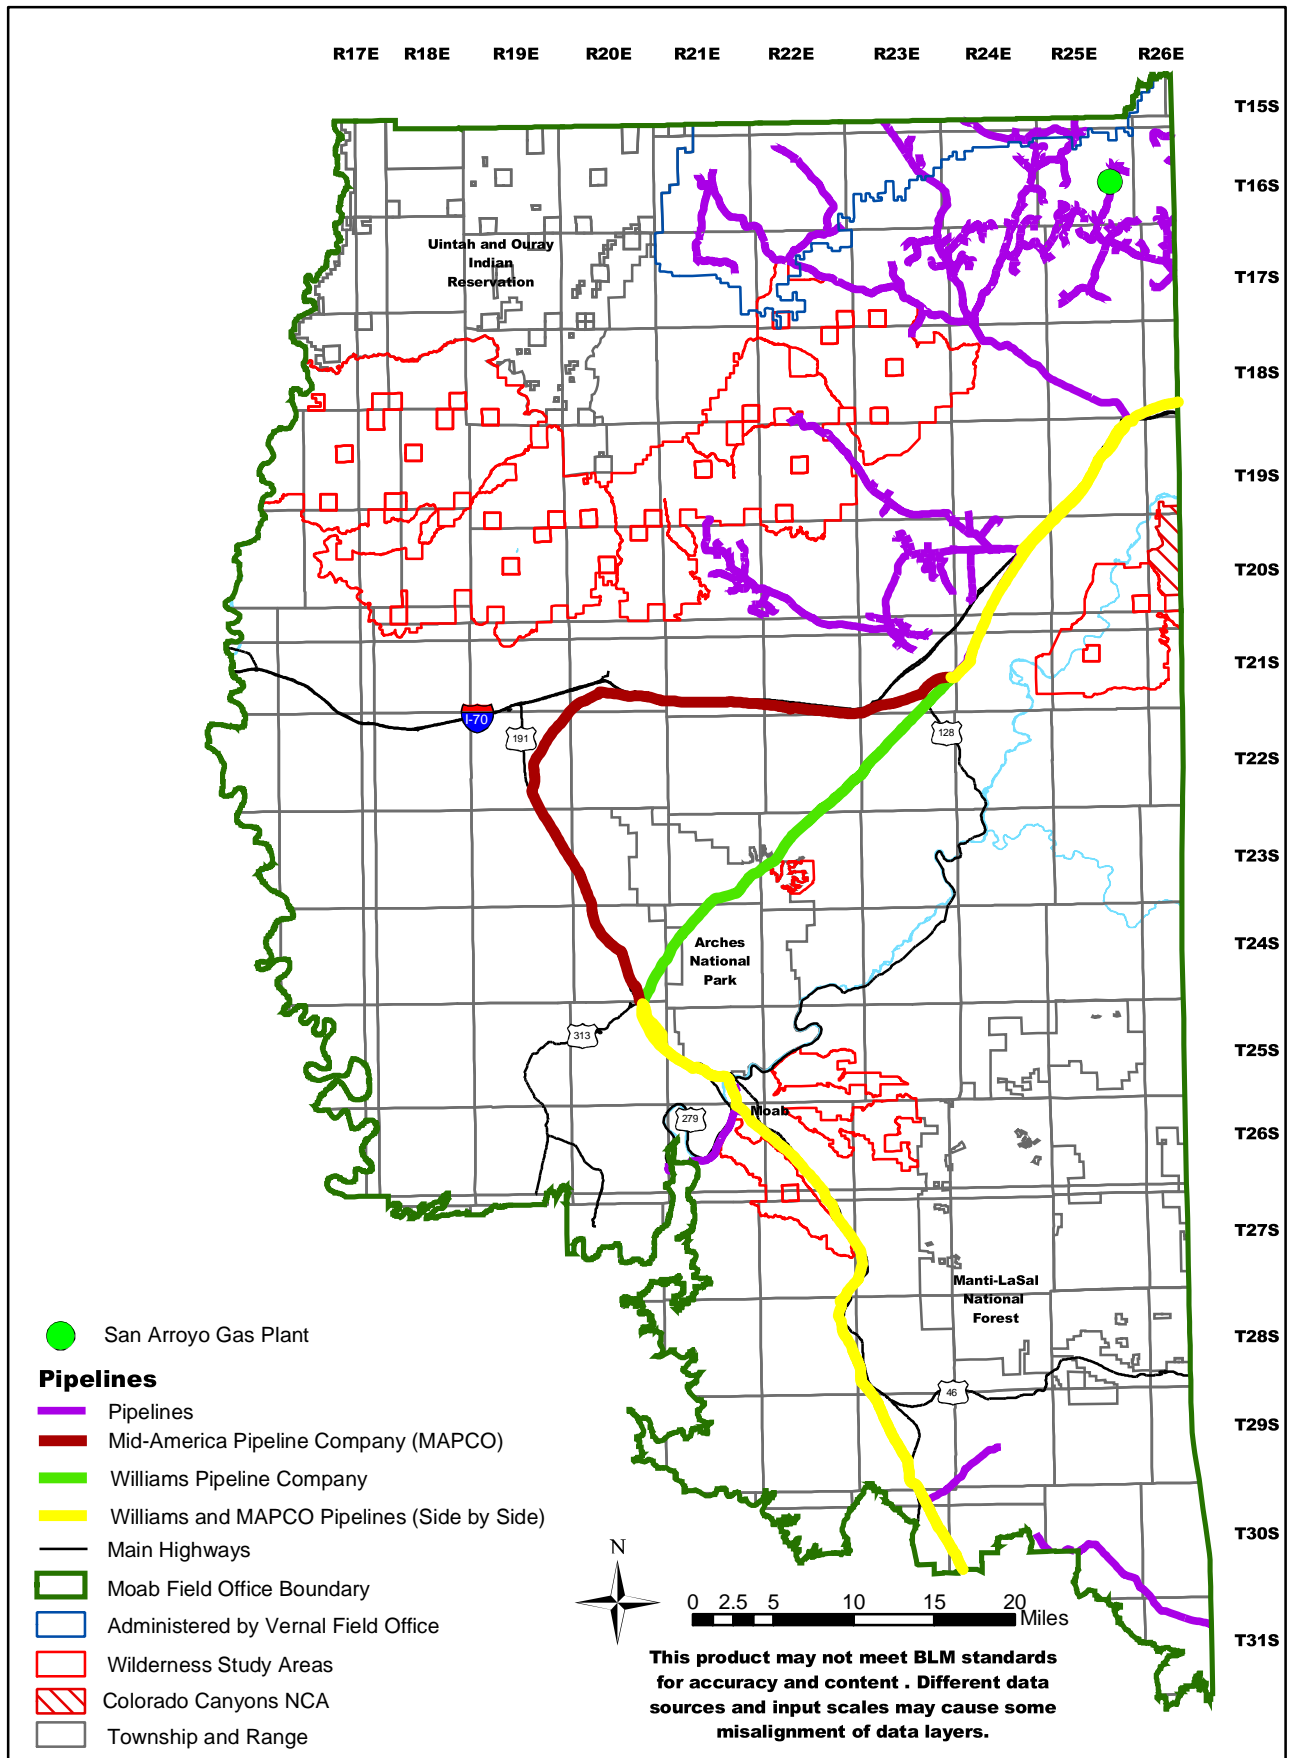 R17E R18E R19E R20E R21E R22E R23E R24E R25E R26E
T15S
T16S
T17S
T18S
T19S
T20S
T21S
T22S
T23S
T24S
T25S
T26S
T27S
T28S
T29S
T30S
T31S
Uintah and Ouray
Indian
Reservation
I-70
191
128
Arches
National
Park
313
279
Moab
Manti-LaSal
National
Forest
46
San Arroyo Gas Plant
Pipelines
Pipelines
Mid-America Pipeline Company (MAPCO)
Williams Pipeline Company
Williams and MAPCO Pipelines (Side by Side)
Main Highways
Moab Field Office Boundary
Administered by Vernal Field Office
Wilderness Study Areas
Colorado Canyons NCA
Township and Range
N
0 2.5 5 10 15 20
Miles
This product may not meet BLM standards
for accuracy and content . Different data
sources and input scales may cause some
misalignment of data layers.